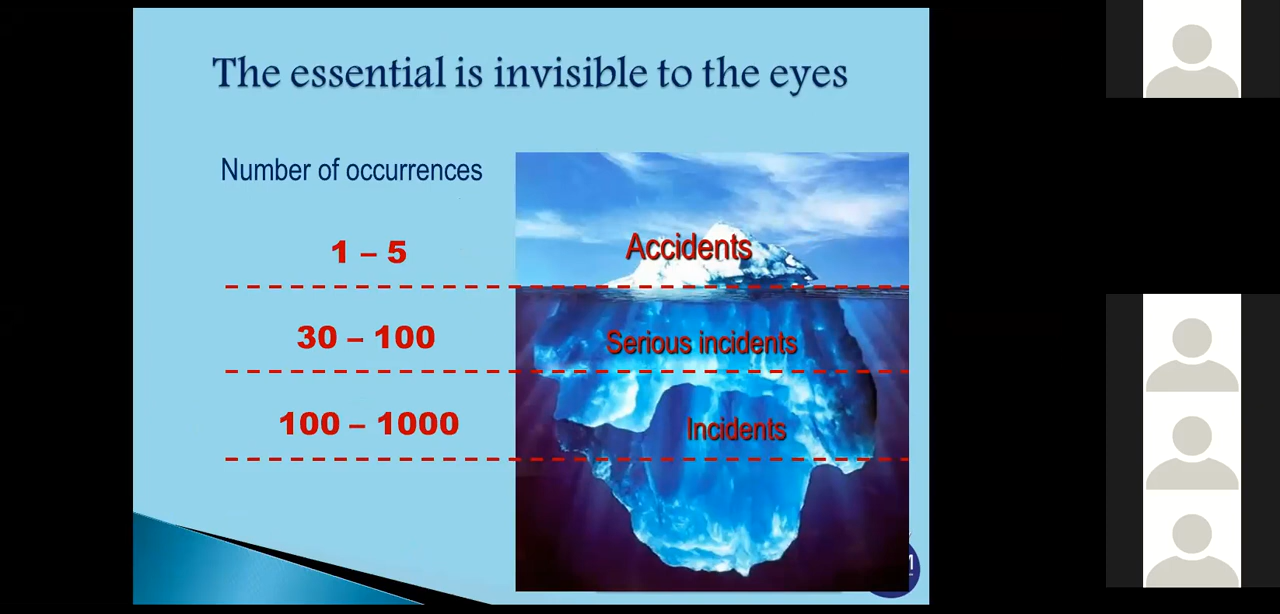 The essential is invisible to the eyes
Number of occurrences
1 – 5
Accidents
30 – 100
Serious incidents
100 – 1000
Incidents